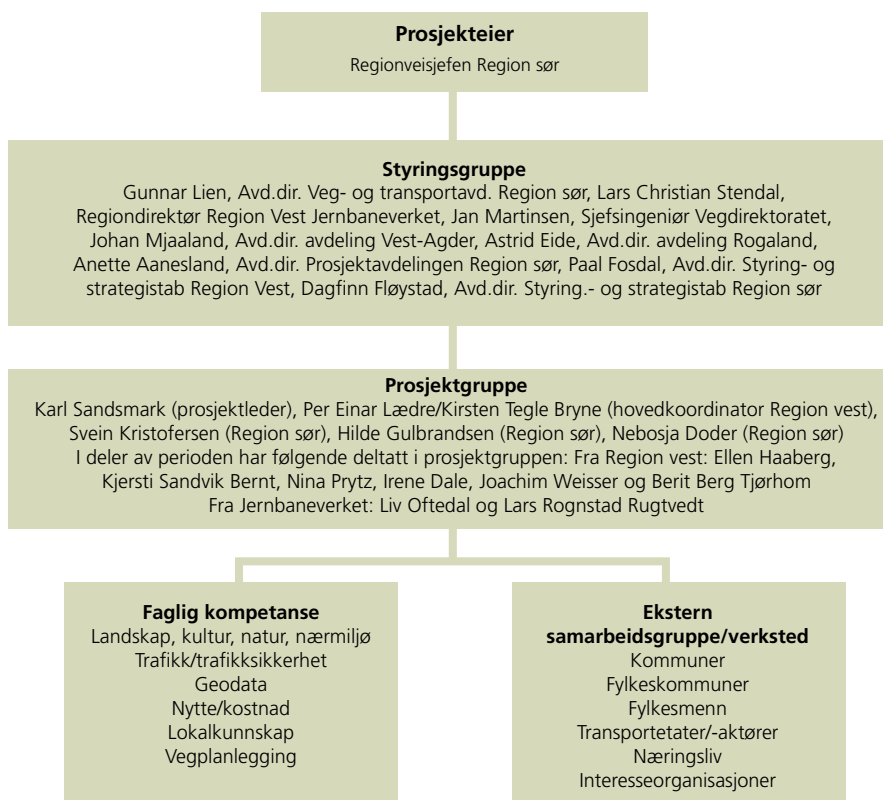 Prosjekteier
Regionveisjefen Region sør
Styringsgruppe
Gunnar Lien, Avd.dir. Veg- og transportavd. Region sør, Lars Christian Stendal,
Regiondirektør Region Vest Jernbaneverket, Jan Martinsen, Sjefsingeniør Vegdirektoratet,
Johan Mjaaland, Avd.dir. avdeling Vest-Agder, Astrid Eide, Avd.dir. avdeling Rogaland,
Anette Aanesland, Avd.dir. Prosjektavdelingen Region sør, Paal Fosdal, Avd.dir. Styring- og
strategistab Region Vest, Dagfinn Fløystad, Avd.dir. Styring.- og strategistab Region sør
Prosjektgruppe
Karl Sandsmark (prosjektleder), Per Einar Lædre/Kirsten Tegle Bryne (hovedkoordinator Region vest),
Svein Kristofersen (Region sør), Hilde Gulbrandsen (Region sør), Nebosja Doder (Region sør)
I deler av perioden har følgende deltatt i prosjektgruppen: Fra Region vest: Ellen Haaberg,
Kjersti Sandvik Bernt, Nina Prytz, Irene Dale, Joachim Weisser og Berit Berg Tjørhom
Fra Jernbaneverket: Liv Oftedal og Lars Rognstad Rugtvedt
Faglig kompetanse
Landskap, kultur, natur, nærmiljø
Trafikk/trafikksikkerhet
Geodata
Nytte/kostnad
Lokalkunnskap
Vegplanlegging
Ekstern
samarbeidsgruppe/verksted
Kommuner
Fylkeskommuner
Fylkesmenn
Transportetater/-aktører
Næringsliv
Interesseorganisasjoner